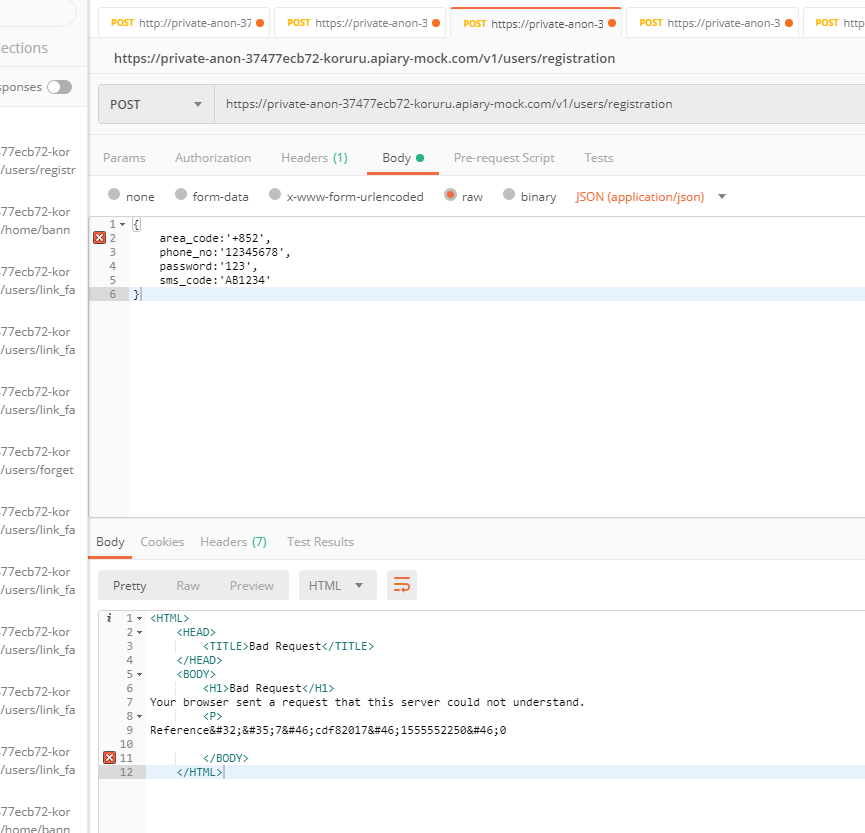 POST http://private-anon-37 POST https://private-anon-3 POST https://private-anon-3 POST https://private-anon-3 POST http
ections
https://private-anon-37477ecb72-koruru.apiary-mock.com/v1/users/registration
sponses
POST https://private-anon-37477ecb72-koruru.apiary-mock.com/v1/users/registration
Params Authorization Headers (1) Body Pre-request Script Tests
none form-data x-www-form-urlencoded raw binary JSON (application/json)
77ecb72-kor
/users/registr
77ecb72-kor
/home/bann
77ecb72-kor
/users/link_fa
77ecb72-kor
/users/link_fa
77ecb72-kor
/users/link_fa
77ecb72-kor
/users/forget
77ecb72-kor
/users/link_fa
77ecb72-kor
/users/link_fa
77ecb72-kor
/users/link_fa
77ecb72-kor
/users/link_fa
77ecb72-kor
/users/link_fa
77ecb72-kor
/home/bann
1 {
2 area_code:'+852',
3 phone_no:'12345678',
4 password:'123',
5 sms_code:'AB1234'
6 }
Body Cookies Headers (7) Test Results
Pretty Raw Preview HTML
i 1 <HTML>
2 <HEAD>
3 <TITLE>Bad Request</TITLE>
4 </HEAD>
5 <BODY>
6 <H1>Bad Request</H1>
7 Your browser sent a request that this server could not understand.
8 <P>
9 Reference&#32;&#35;7&#46;cdf82017&#46;1555552250&#46;0
10
11 </BODY>
12 </HTML>